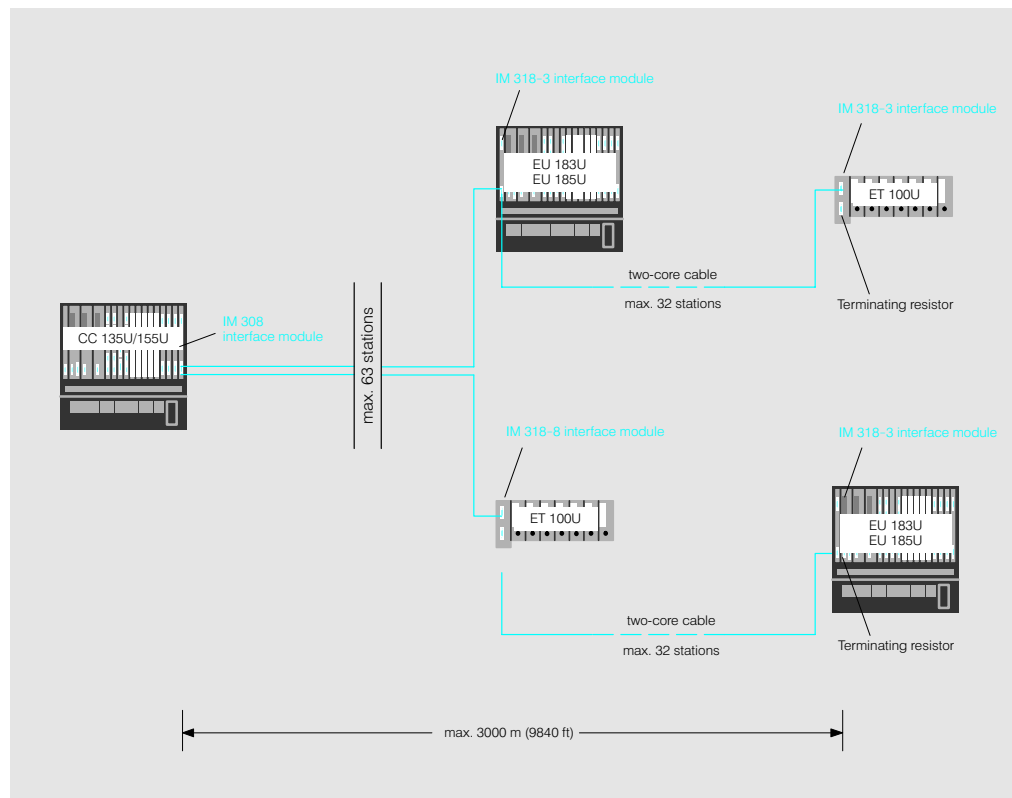 IM 318-3 interface module
IM 318-3 interface module
EU 183U
EU 185U
ET 100U
two-core cable
max. 32 stations
Terminating resistor
IM 308
interface module
CC 135U/155U
max. 63 stations
IM 318-8 interface module
IM 318-3 interface module
ET 100U
EU 183U
EU 185U
two-core cable
max. 32 stations
Terminating resistor
max. 3000 m (9840 ft)